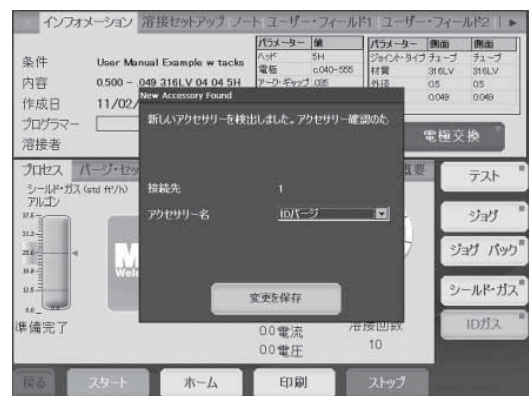 インフォメーション 溶接セットアップ ノート ユーザー・フィールド1 ユーザー・フィールド2
条件 User Manual Example w tacks
内容 0.500 - .049 316LV 04 04 5H
作成日 11/02/
プログラマー
溶接者
パラメーター 値
ヘッド 5H
電極 c040-555
アーク・ギャップ .035
パラメーター 側面 側面
ジョイント・タイプ チューブ チューブ
材質 316LV 316LV
外径 0.5 0.5
0.049 0.049
電極交換
New Accessory Found
新しいアクセサリーを検出しました。アクセサリー確認のた
接続先 1
アクセサリー名 IDパージ
変更を保存
プロセス パージ・セッ
概要
シールド・ガス (std ft³/h)
アルゴン
準備完了
0.0 電流
0.0 電圧
溶接回数
10
テスト
ジョグ
ジョグ バック
シールド・ガス
IDガス
戻る スタート ホーム 印刷 ストップ